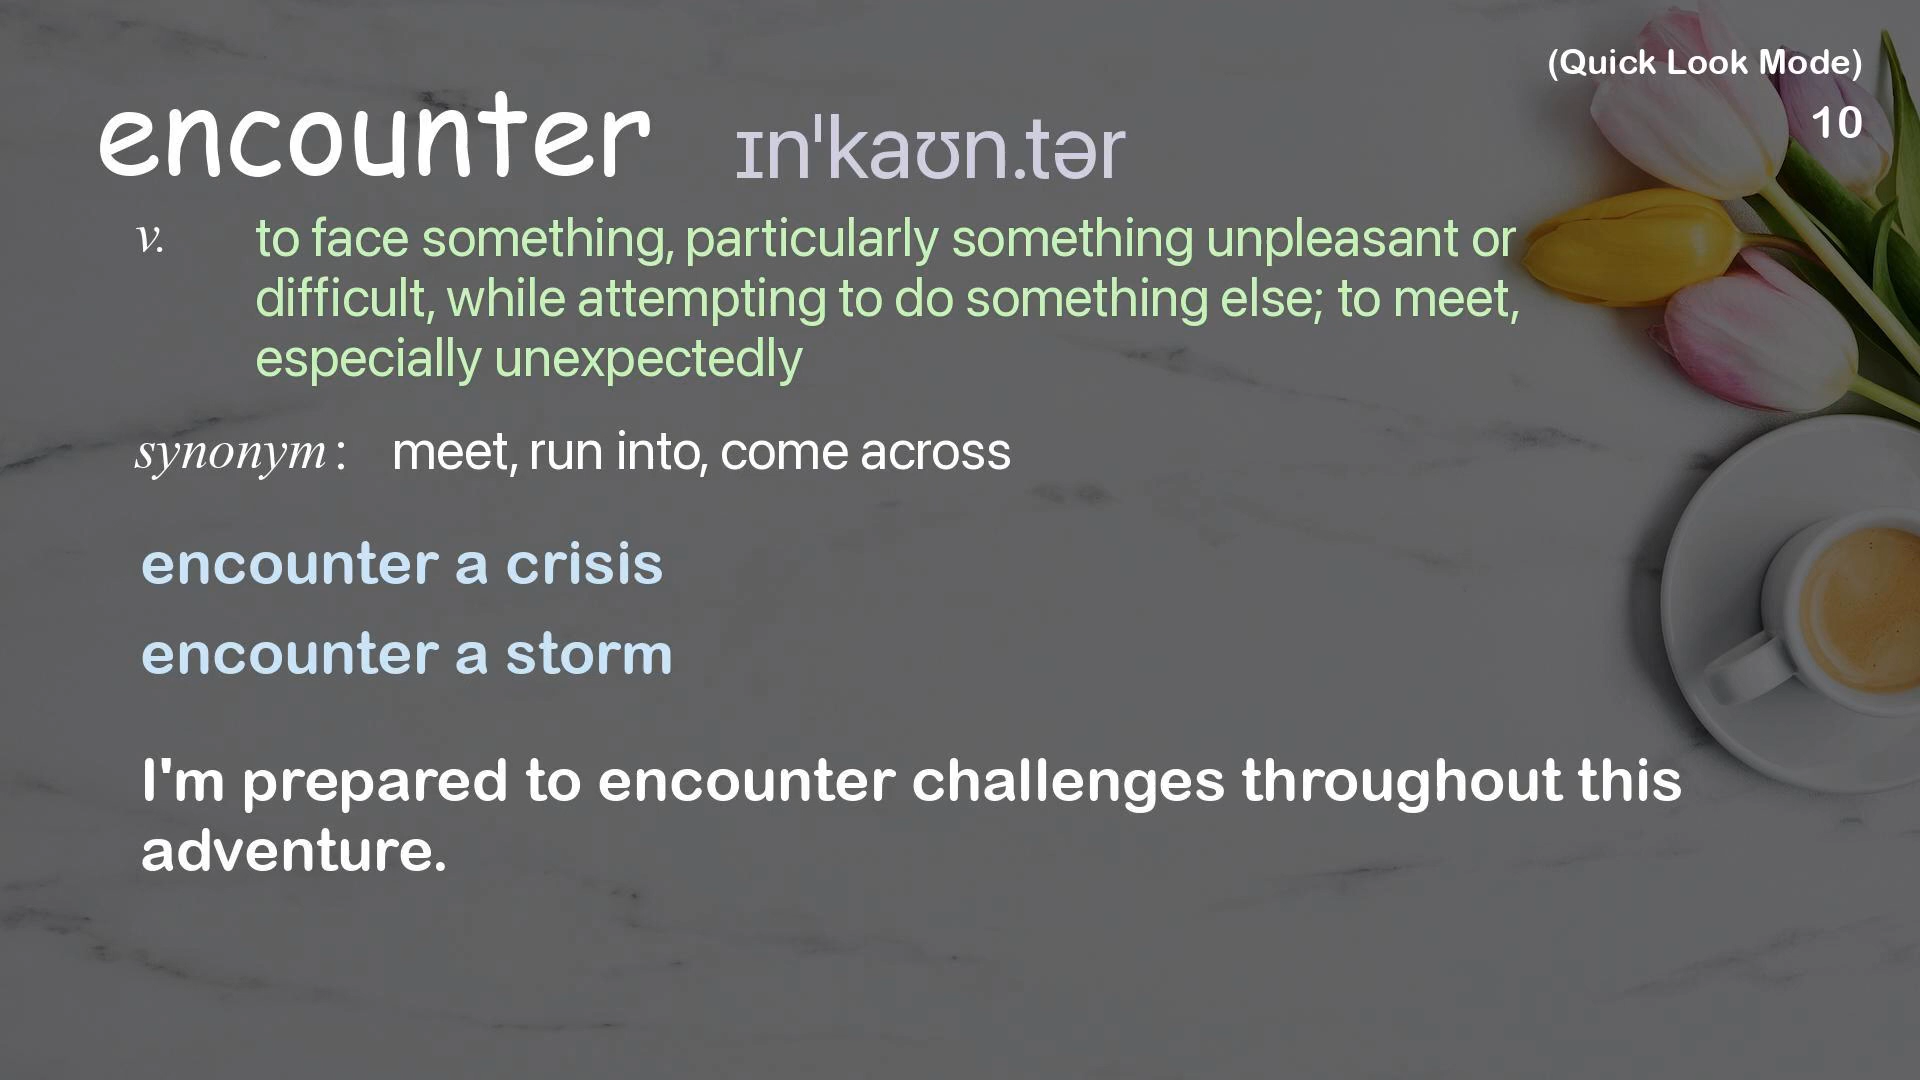 (Quick Look Mode)
10
encounter ɪnˈkaʊn.tər
v. to face something, particularly something unpleasant or
difficult, while attempting to do something else; to meet,
especially unexpectedly
synonym : meet, run into, come across
encounter a crisis
encounter a storm
I'm prepared to encounter challenges throughout this
adventure.